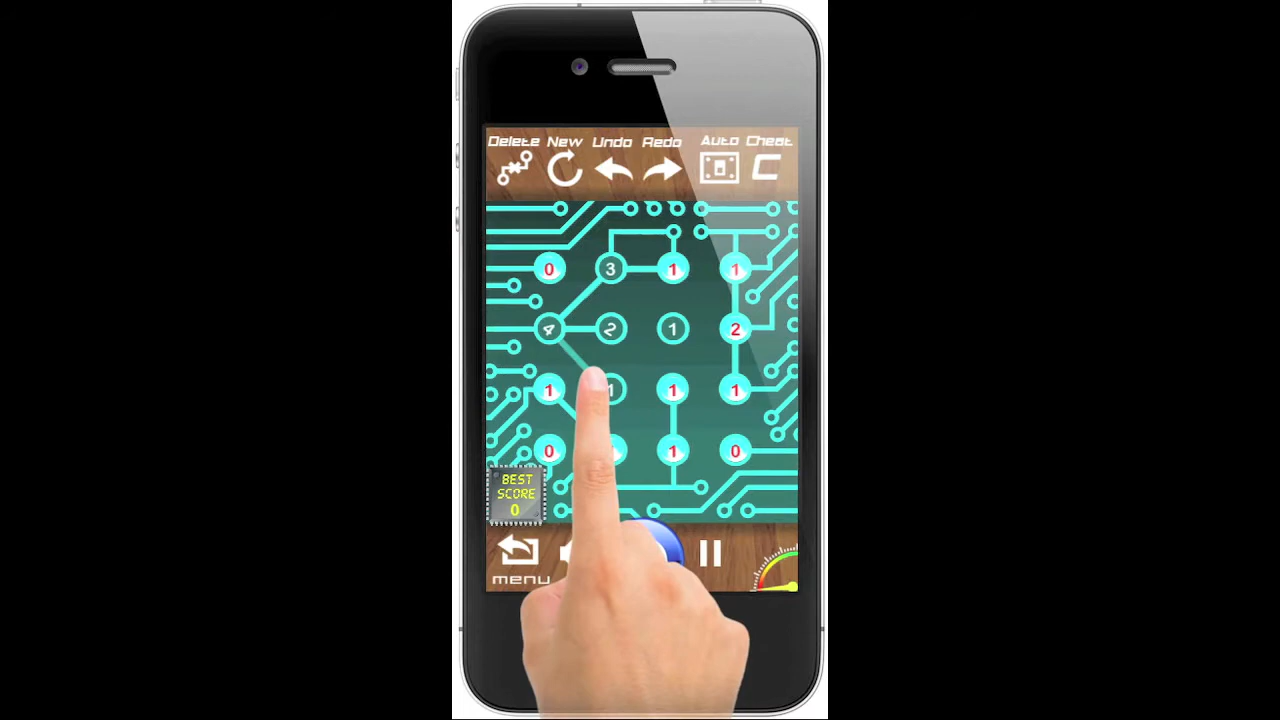 Delete New Undo Redo Auto Cheat
C
0 3 1 1
4 2 1 2
1 1 1 1
0 1 0
BEST
SCORE
0
menu